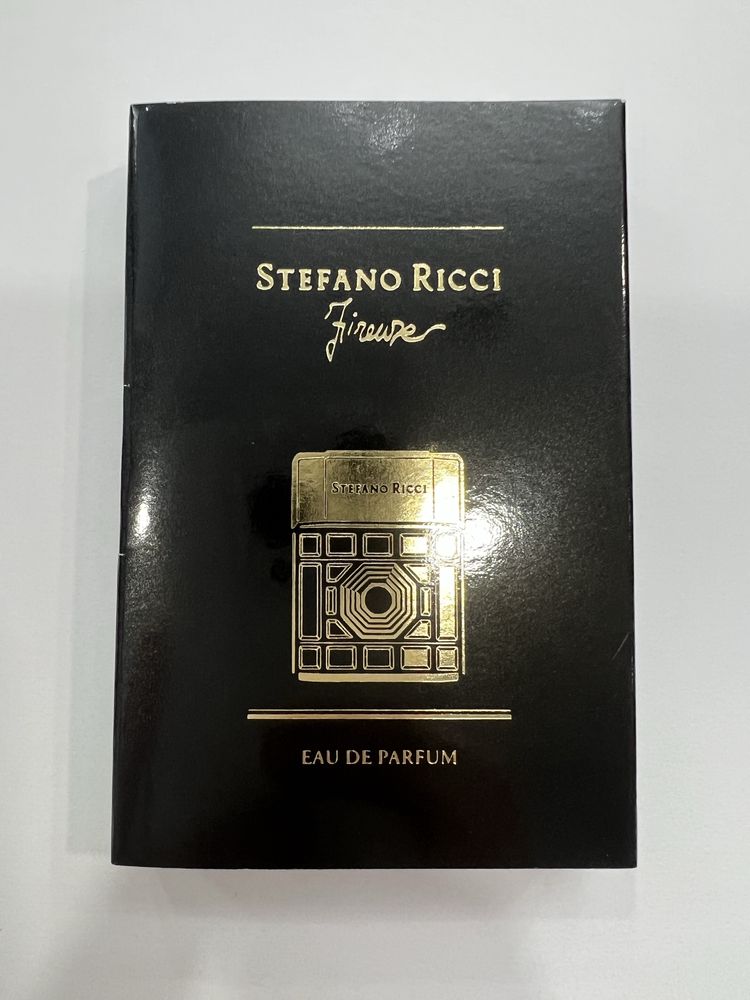 STEFANO RICCI
Firenze
STEFANO RICCI
EAU DE PARFUM